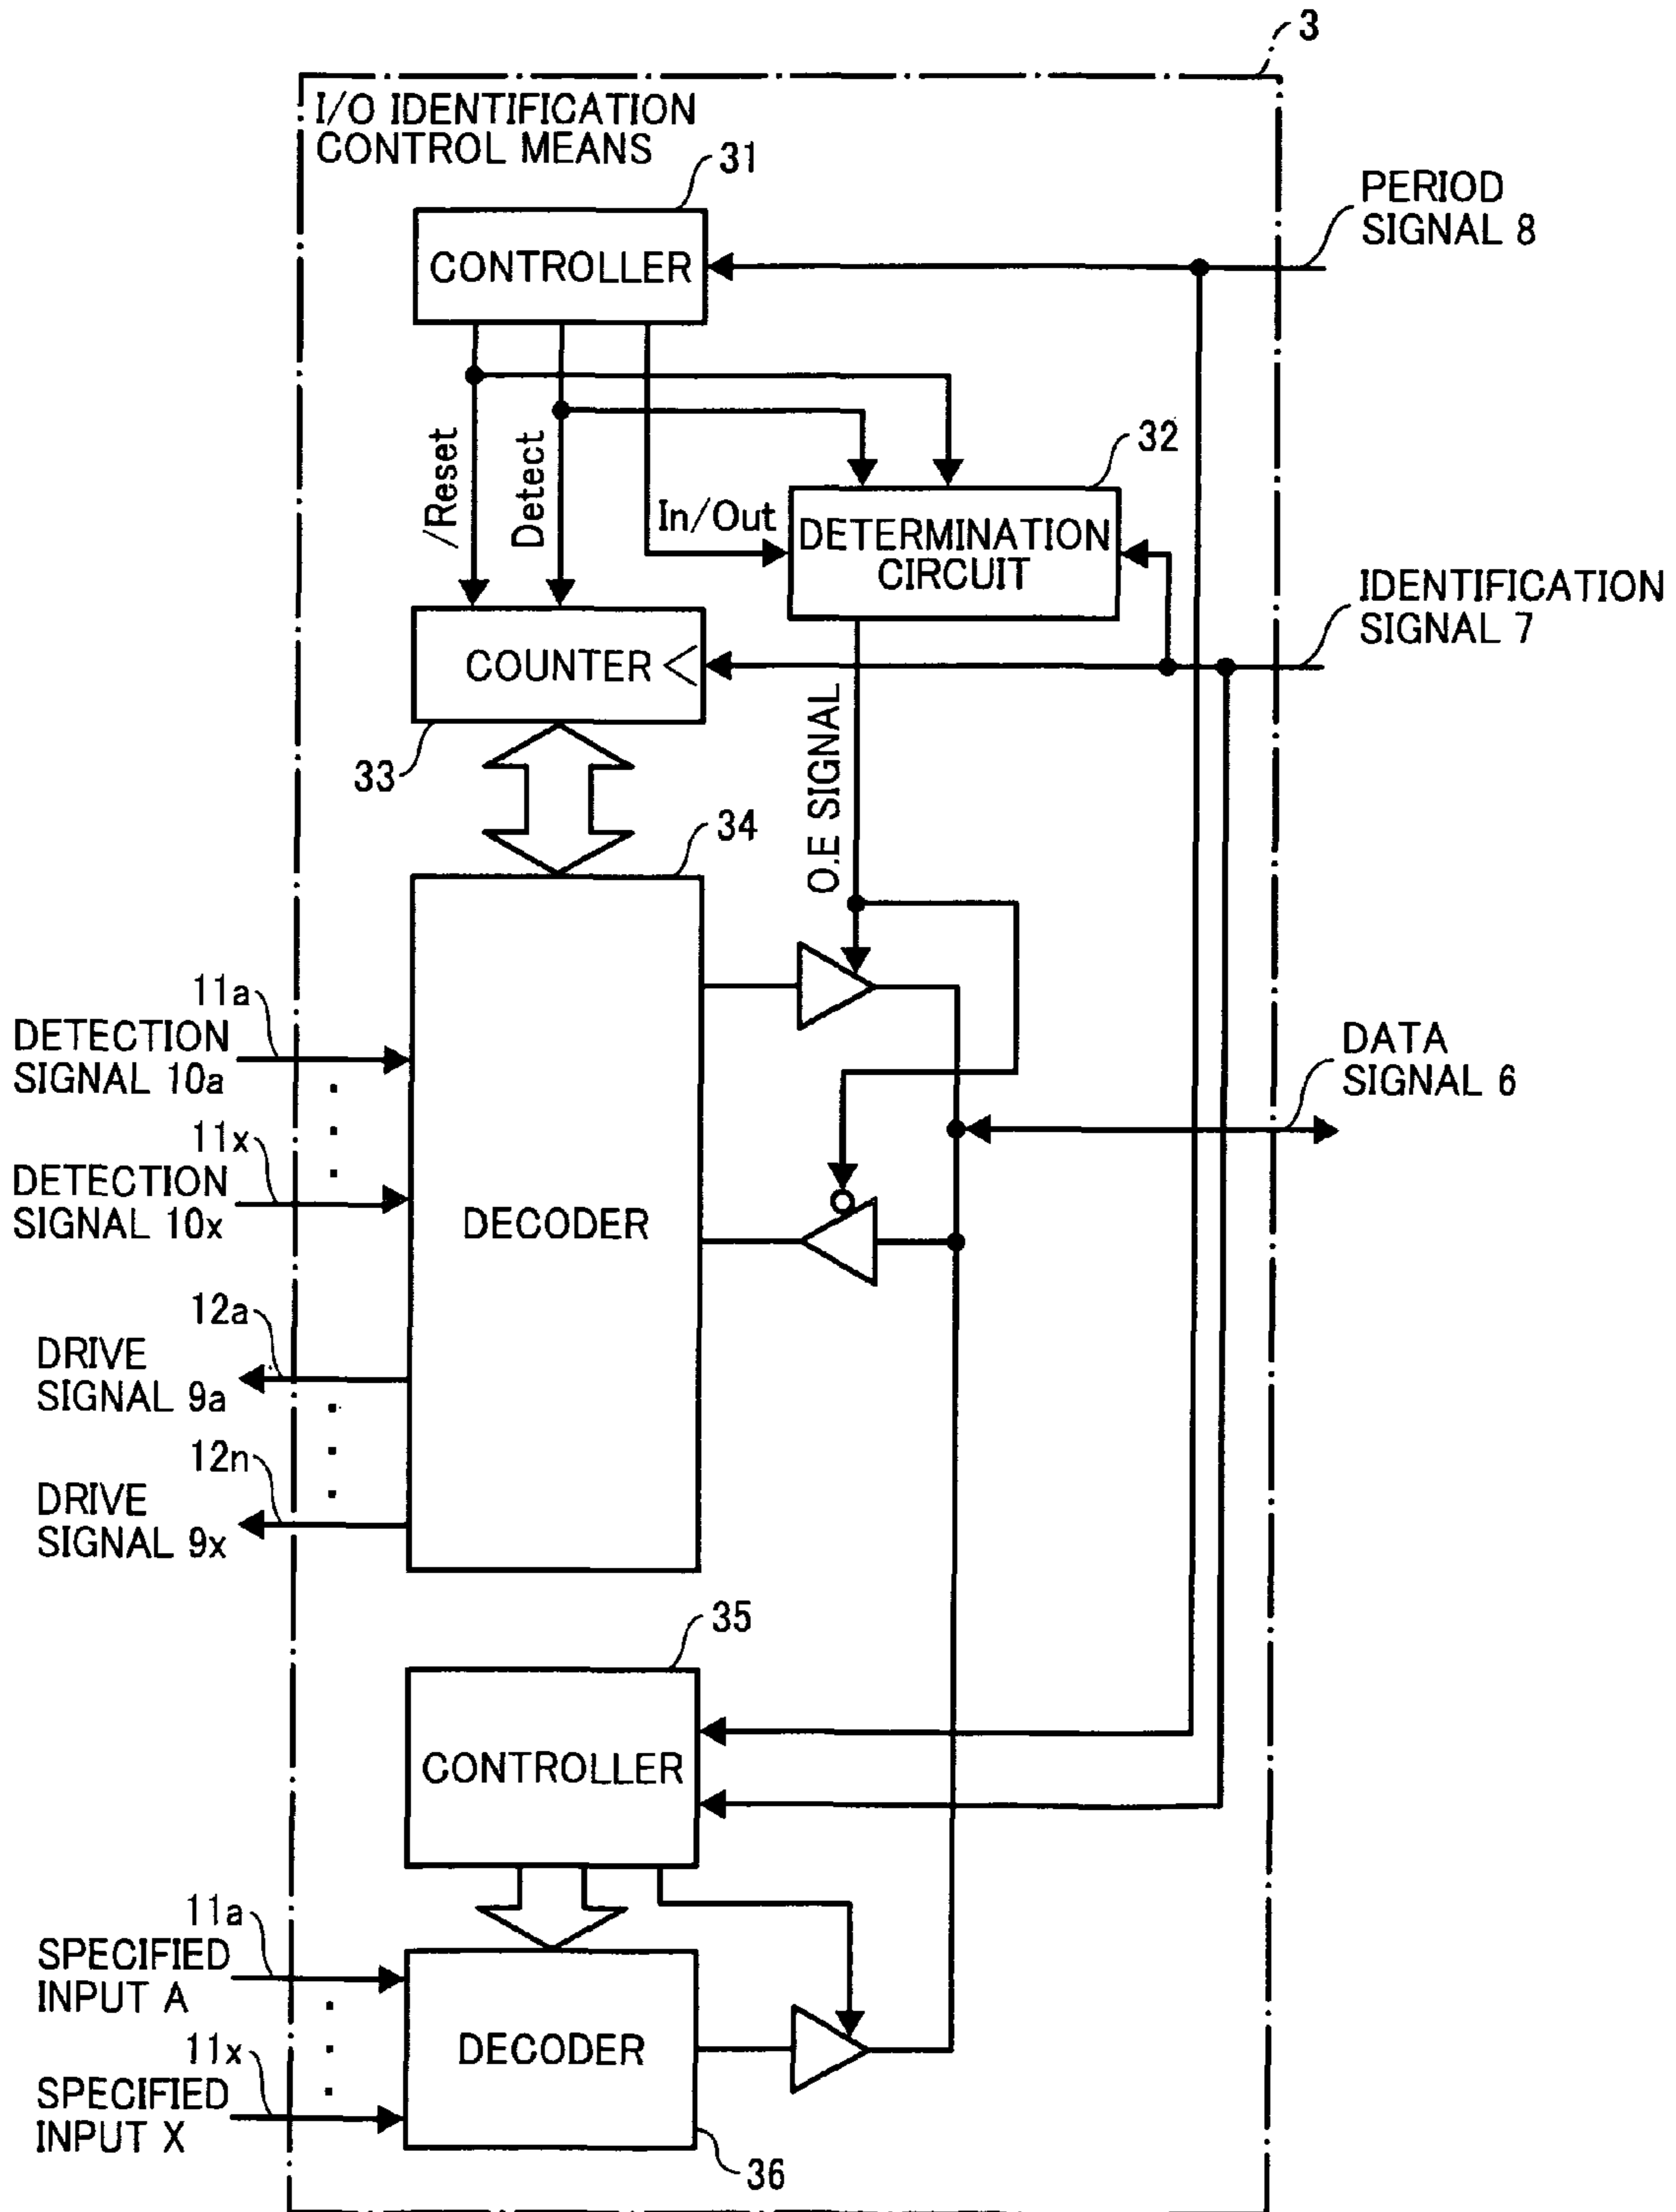 3
I/O IDENTIFICATION
CONTROL MEANS
31
PERIOD
SIGNAL 8
CONTROLLER
/Reset
Detect
In/Out
32
DETERMINATION
CIRCUIT
IDENTIFICATION
SIGNAL 7
COUNTER
33
O.E SIGNAL
34
DECODER
11a
DETECTION
SIGNAL 10a
11x
DETECTION
SIGNAL 10x
DATA
SIGNAL 6
12a
DRIVE
SIGNAL 9a
12n
DRIVE
SIGNAL 9x
35
CONTROLLER
11a
SPECIFIED
INPUT A
11x
SPECIFIED
INPUT X
DECODER
36